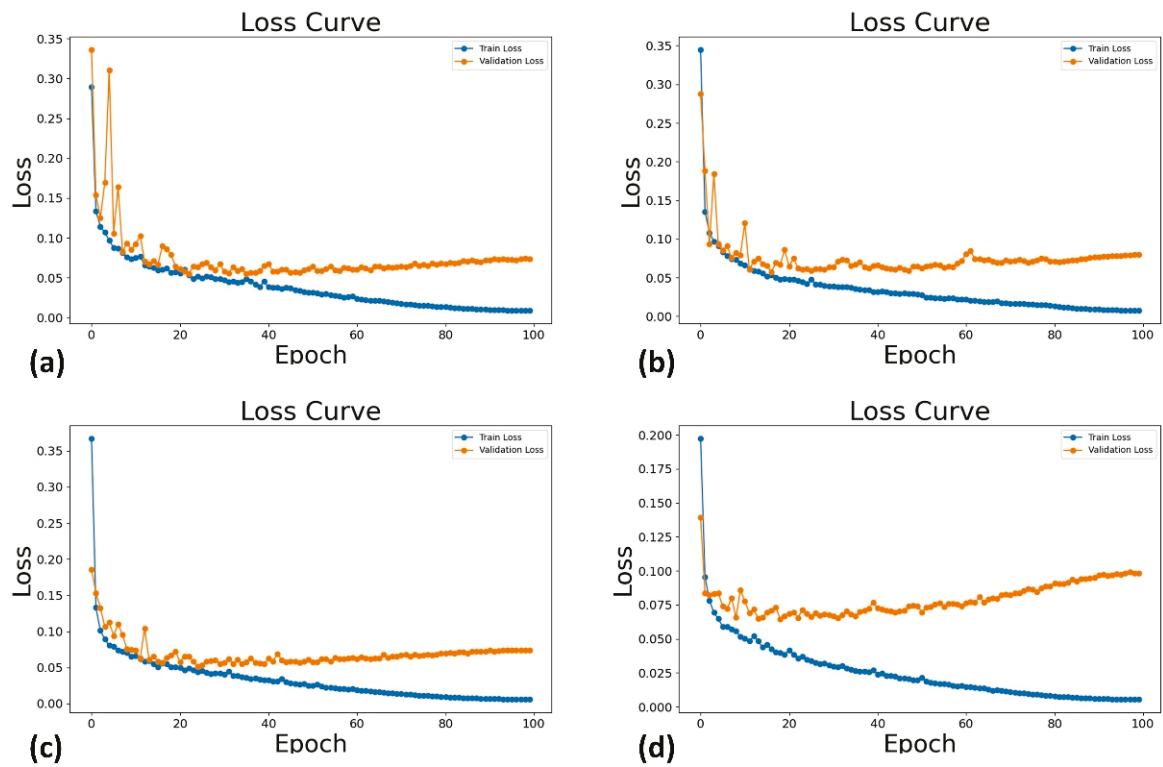 Loss Curve
Train Loss
Validation Loss
0.35
0.30
0.25
0.20
0.15
0.10
0.05
0.00
Loss
0 20 40 60 80 100
Epoch
(a)
Loss Curve
Train Loss
Validation Loss
0.35
0.30
0.25
0.20
0.15
0.10
0.05
0.00
Loss
0 20 40 60 80 100
Epoch
(b)
Loss Curve
Train Loss
Validation Loss
0.35
0.30
0.25
0.20
0.15
0.10
0.05
0.00
Loss
0 20 40 60 80 100
Epoch
(c)
Loss Curve
Train Loss
Validation Loss
0.200
0.175
0.150
0.125
0.100
0.075
0.050
0.025
0.000
Loss
0 20 40 60 80 100
Epoch
(d)